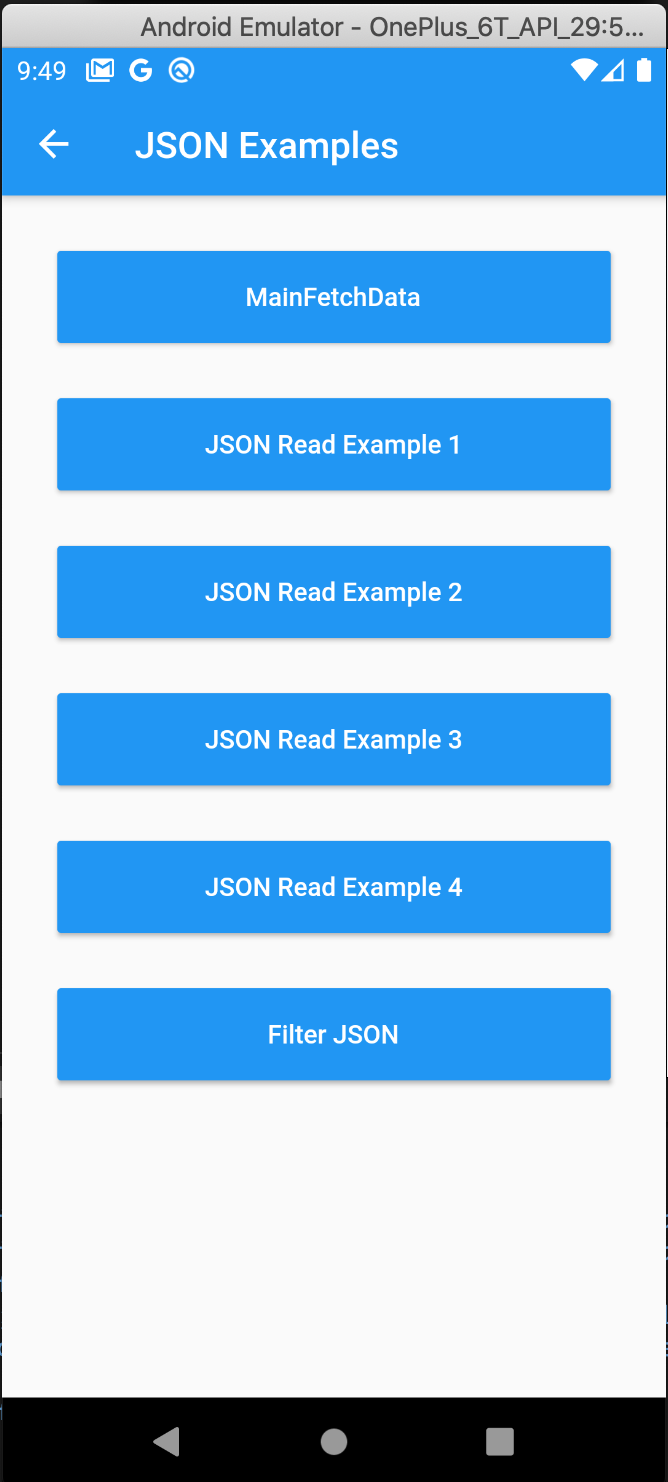 Android Emulator - OnePlus_6T_API_29:5...
9:49
JSON Examples
MainFetchData
JSON Read Example 1
JSON Read Example 2
JSON Read Example 3
JSON Read Example 4
Filter JSON